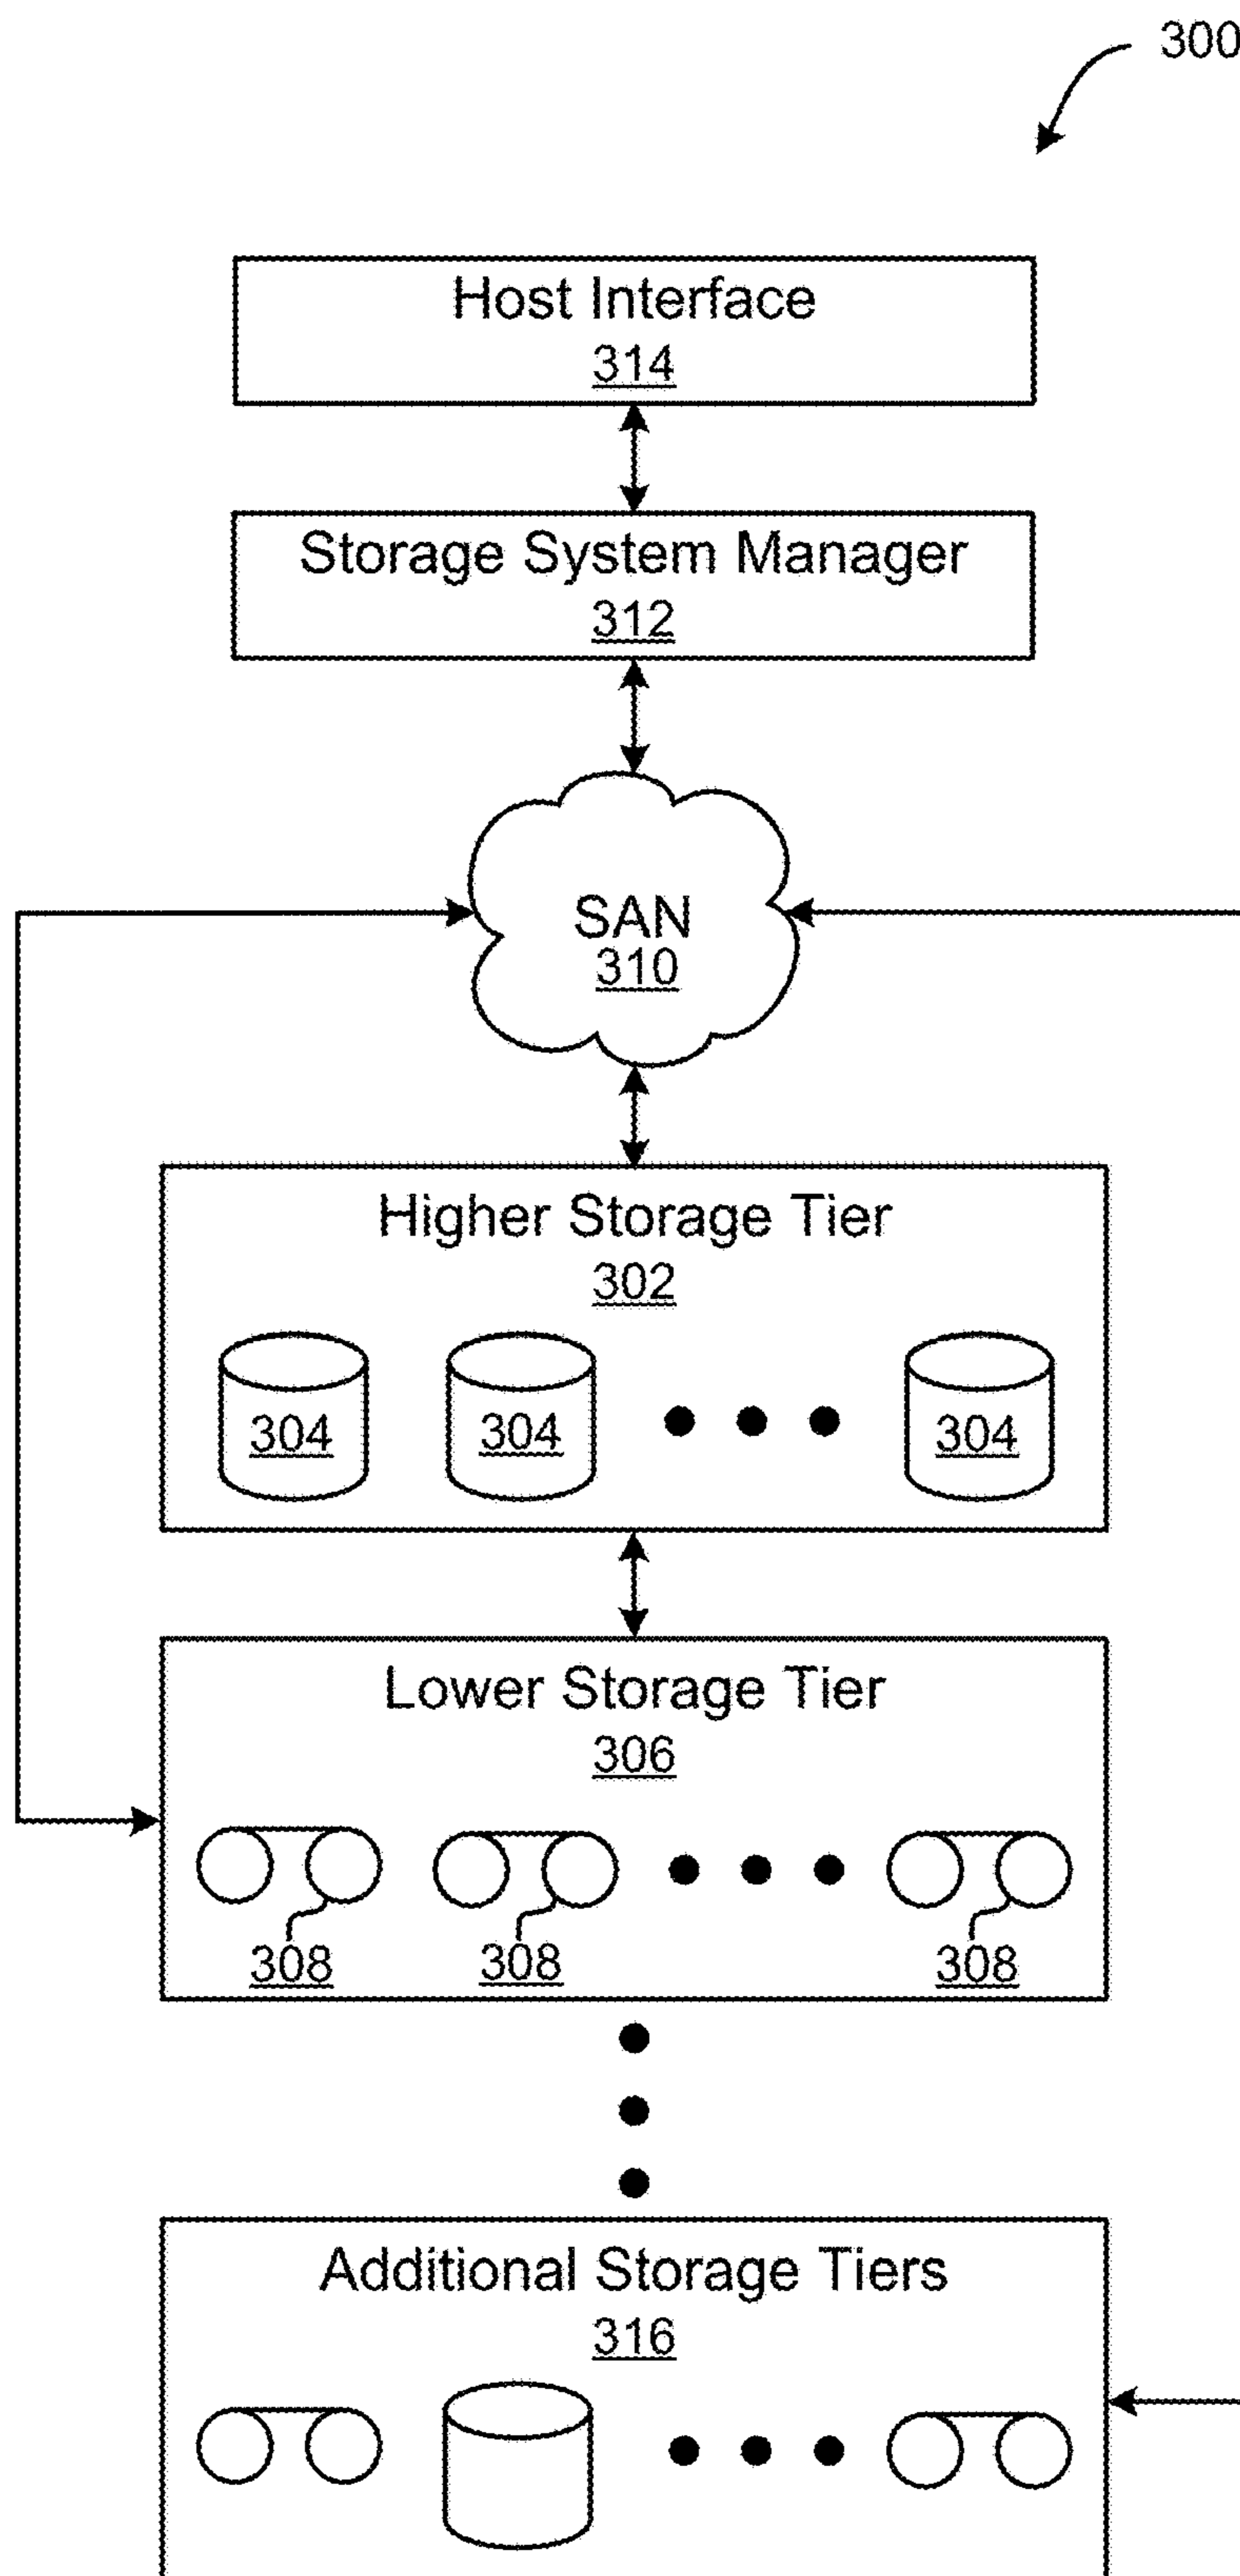 300
Host Interface
314
Storage System Manager
312
SAN
310
Higher Storage Tier
302
304 304 304
Lower Storage Tier
306
308 308 308
Additional Storage Tiers
316